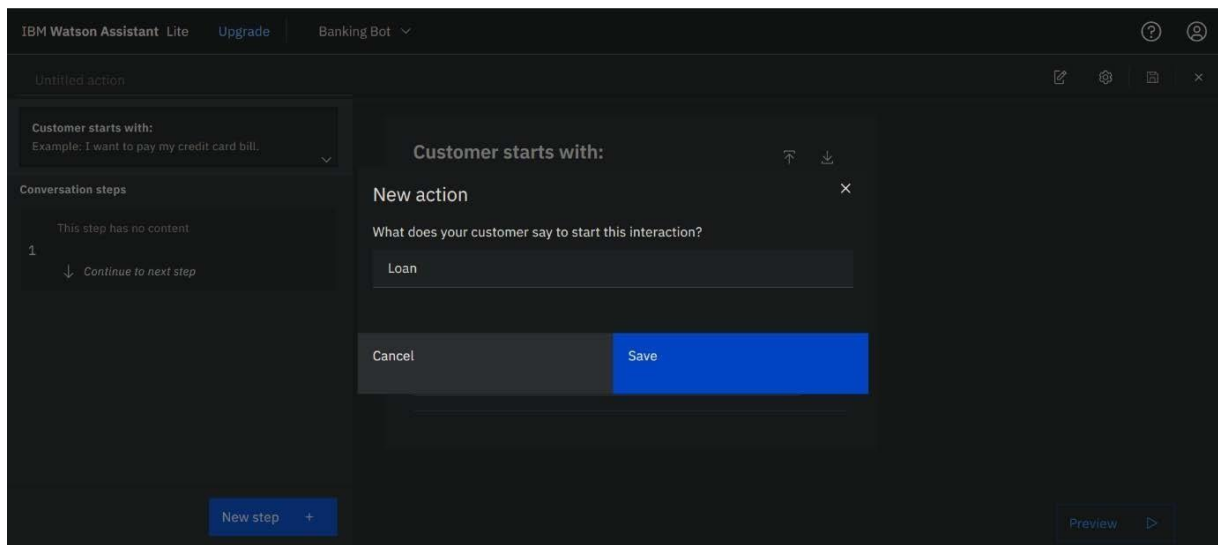 IBM Watson Assistant Lite Upgrade Banking Bot
Untitled action
Customer starts with:
Example: I want to pay my credit card bill.
Conversation steps
This step has no content
1
Continue to next step
New step +
Customer starts with:
New action
What does your customer say to start this interaction?
Loan
Cancel
Save
Preview